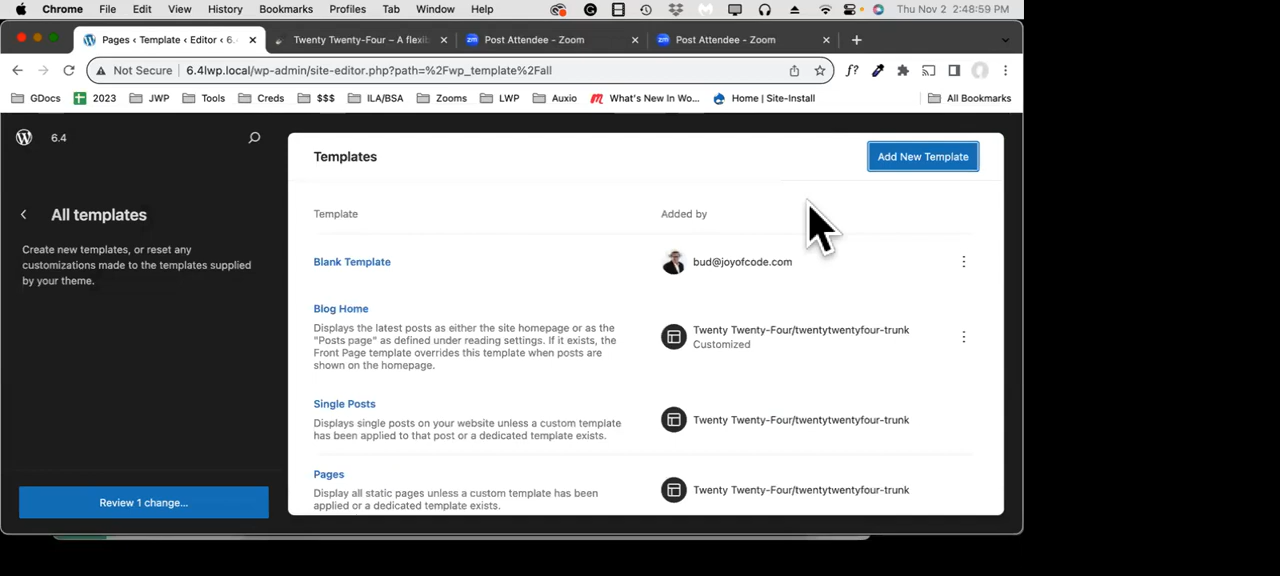 Chrome File Edit View History Bookmarks Profiles Tab Window Help Thu Nov 2 2:48:59 PM
Pages ‹ Template ‹ Editor ‹ 6. Twenty Twenty-Four – A flexib Post Attendee - Zoom Post Attendee - Zoom
Not Secure 6.4lwp.local/wp-admin/site-editor.php?path=%2Fwp_template%2Fall
GDocs 2023 JWP Tools Creds $$$ ILA/BSA Zooms LWP Auxio What's New In Wo... Home | Site-Install All Bookmarks
6.4
All templates
Create new templates, or reset any
customizations made to the templates supplied
by your theme.
Review 1 change...
Templates
Add New Template
Template Added by
Blank Template bud@joyofcode.com
Blog Home
Displays the latest posts as either the site homepage or as the
"Posts page" as defined under reading settings. If it exists, the
Front Page template overrides this template when posts are
shown on the homepage.
Twenty Twenty-Four/twentytwentyfour-trunk
Customized
Single Posts
Displays single posts on your website unless a custom template
has been applied to that post or a dedicated template exists.
Twenty Twenty-Four/twentytwentyfour-trunk
Pages
Display all static pages unless a custom template has been
applied or a dedicated template exists.
Twenty Twenty-Four/twentytwentyfour-trunk